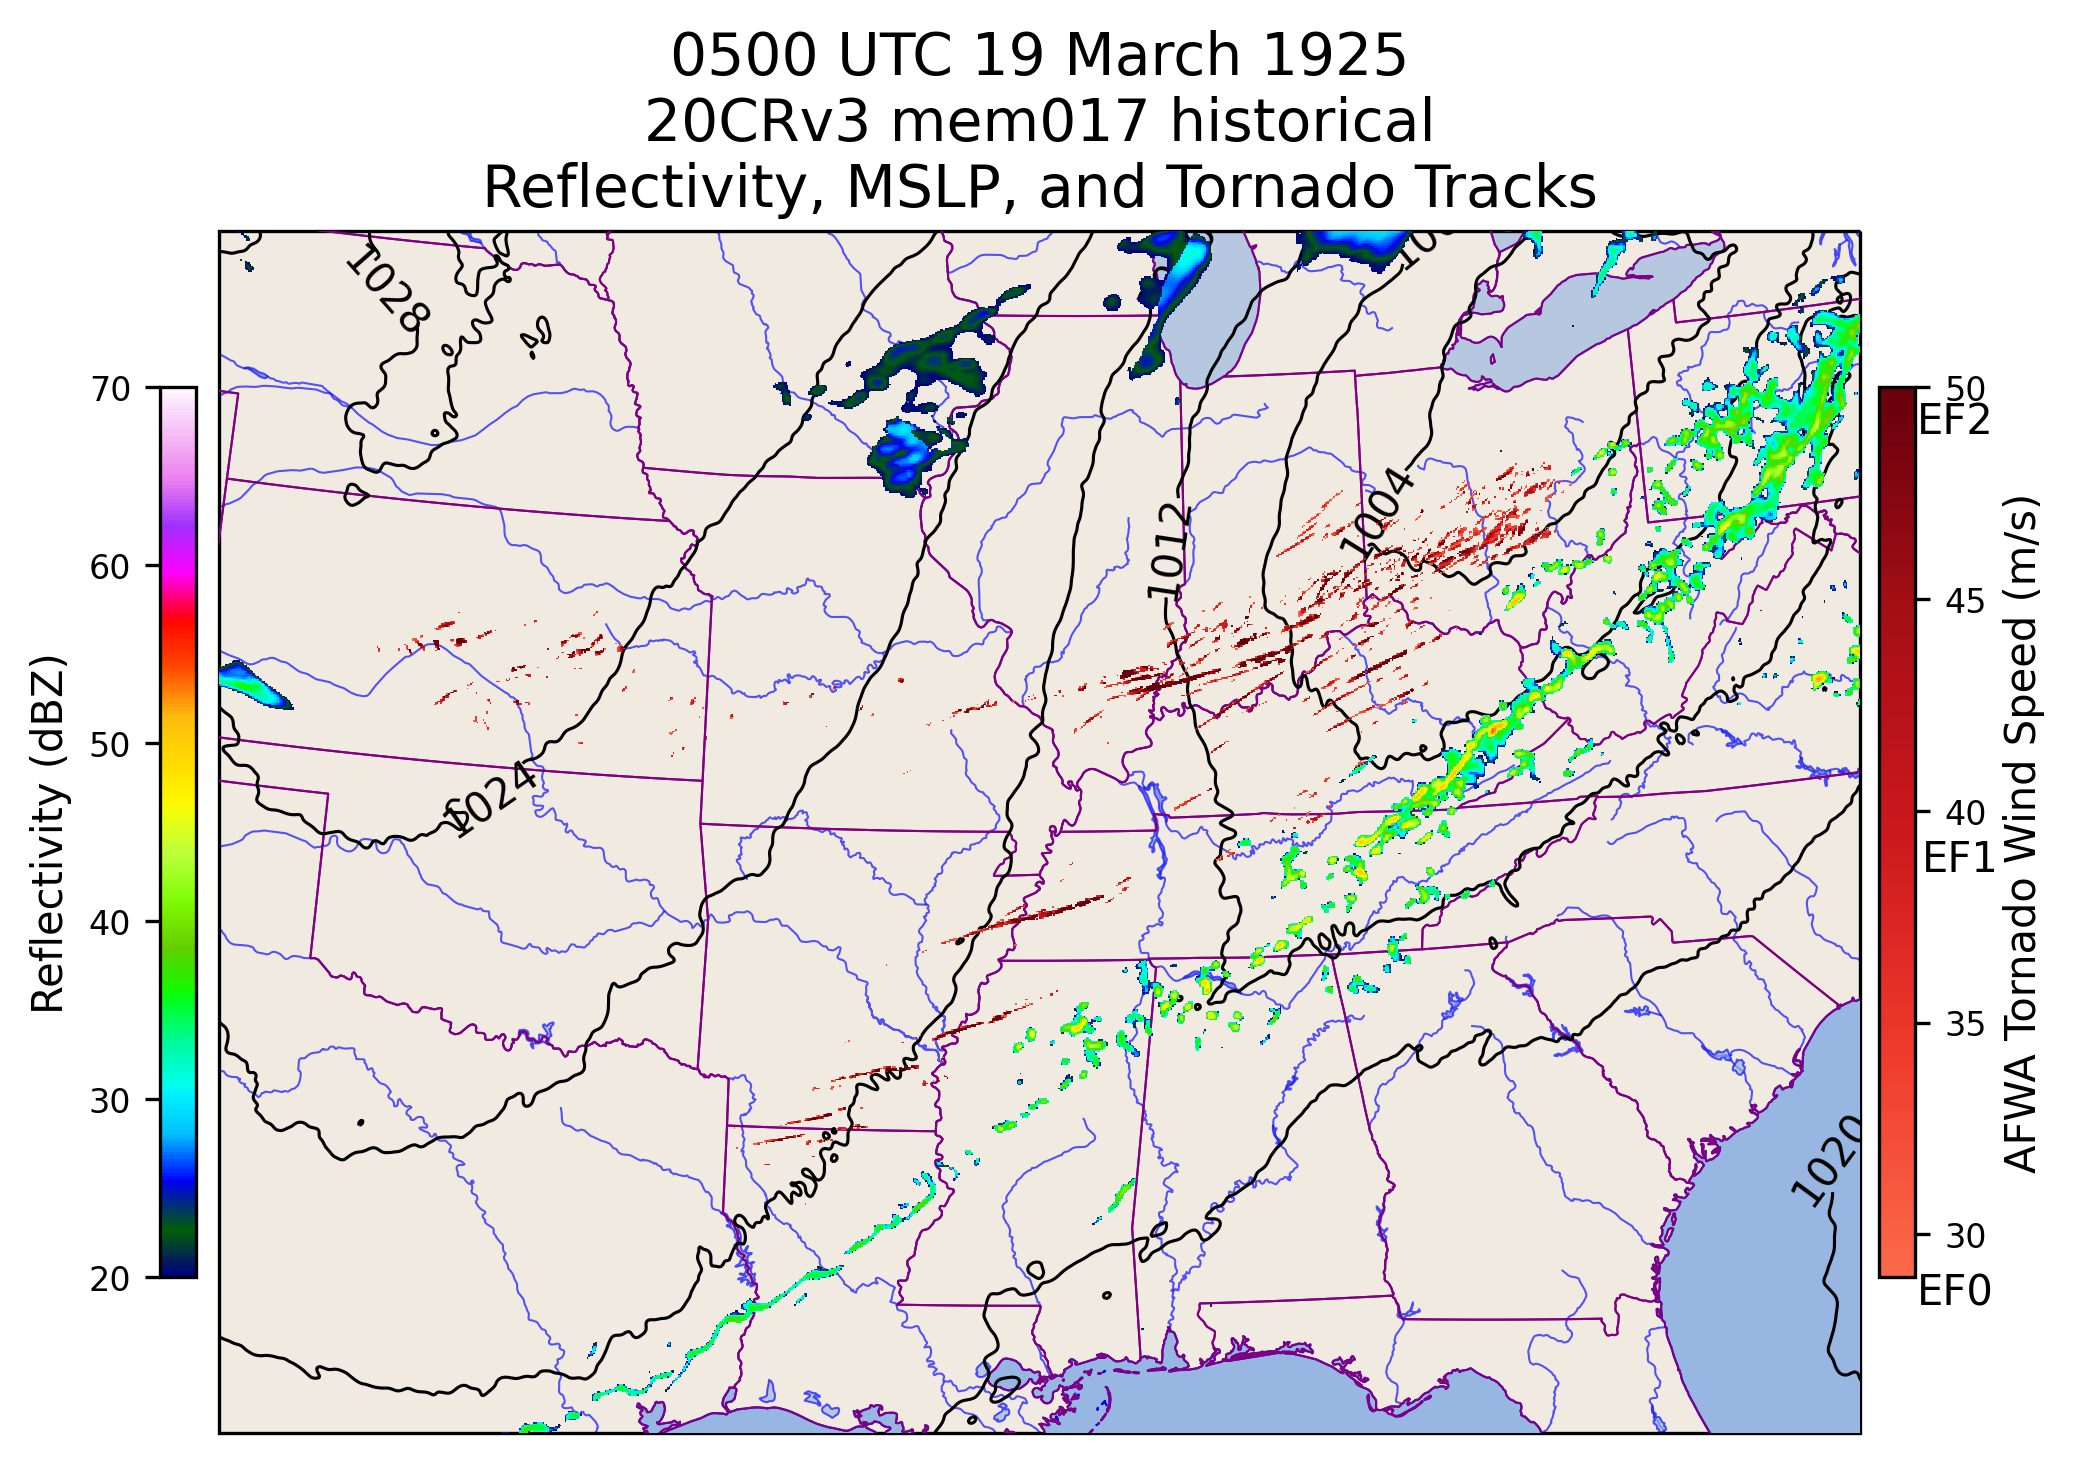 0500 UTC 19 March 1925
20CRv3 mem017 historical
Reflectivity, MSLP, and Tornado Tracks
1028
1024
1012
1004
1020
Reflectivity (dBZ)
70
60
50
40
30
20
50
EF2
45
40
EF1
35
30
EF0
AFWA Tornado Wind Speed (m/s)